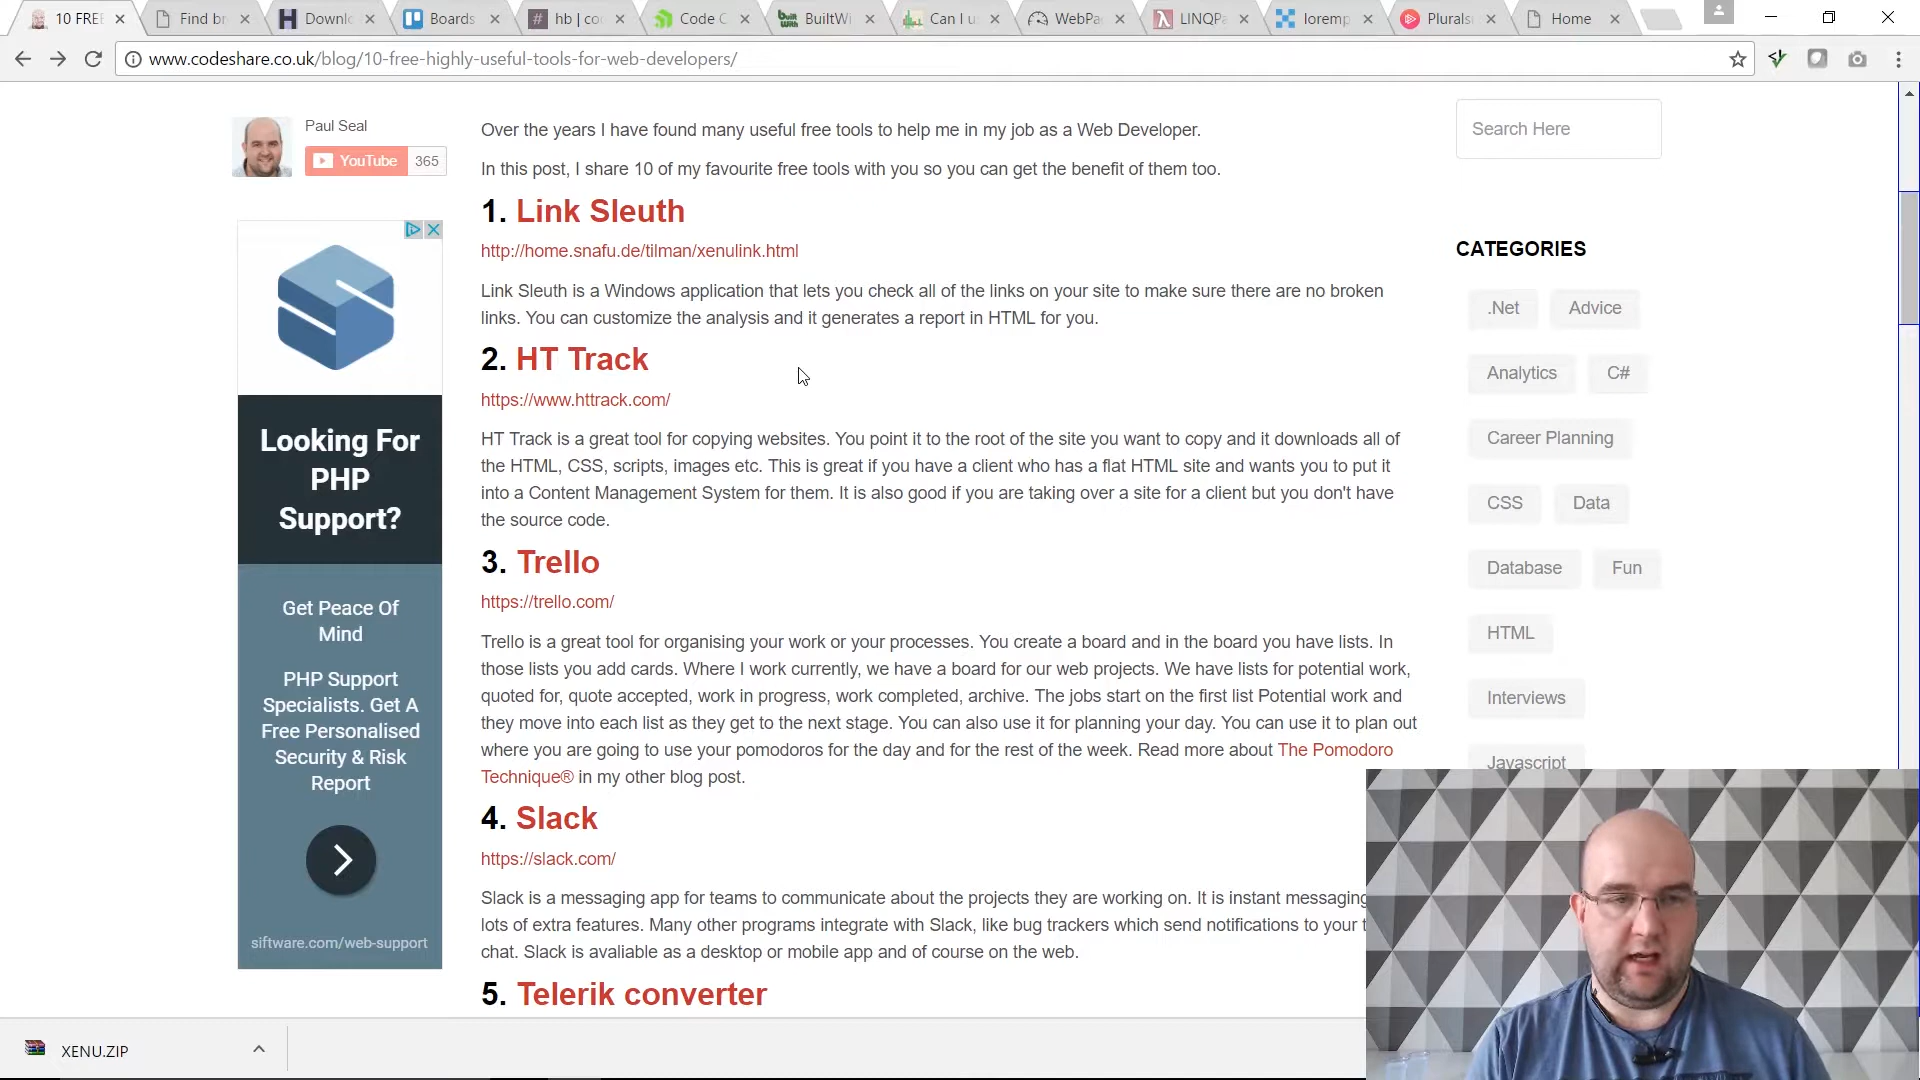 10 FREE
Find br
Downlo
Boards
hb | co
Code C
BuiltWi
Can I u
WebPa
LINQPa
loremp
Plurals
Home
www.codeshare.co.uk/blog/10-free-highly-useful-tools-for-web-developers/
Paul Seal
YouTube 365
Looking For
PHP
Support?
Get Peace Of
Mind
PHP Support
Specialists. Get A
Free Personalised
Security & Risk
Report
siftware.com/web-support
Over the years I have found many useful free tools to help me in my job as a Web Developer.
In this post, I share 10 of my favourite free tools with you so you can get the benefit of them too.
1. Link Sleuth
http://home.snafu.de/tilman/xenulink.html
Link Sleuth is a Windows application that lets you check all of the links on your site to make sure there are no broken
links. You can customize the analysis and it generates a report in HTML for you.
2. HT Track
https://www.httrack.com/
HT Track is a great tool for copying websites. You point it to the root of the site you want to copy and it downloads all of
the HTML, CSS, scripts, images etc. This is great if you have a client who has a flat HTML site and wants you to put it
into a Content Management System for them. It is also good if you are taking over a site for a client but you don't have
the source code.
3. Trello
https://trello.com/
Trello is a great tool for organising your work or your processes. You create a board and in the board you have lists. In
those lists you add cards. Where I work currently, we have a board for our web projects. We have lists for potential work,
quoted for, quote accepted, work in progress, work completed, archive. The jobs start on the first list Potential work and
they move into each list as they get to the next stage. You can also use it for planning your day. You can use it to plan out
where you are going to use your pomodoros for the day and for the rest of the week. Read more about The Pomodoro
Technique® in my other blog post.
4. Slack
https://slack.com/
Slack is a messaging app for teams to communicate about the projects they are working on. It is instant messaging
lots of extra features. Many other programs integrate with Slack, like bug trackers which send notifications to your t
chat. Slack is avaliable as a desktop or mobile app and of course on the web.
5. Telerik converter
Search Here
CATEGORIES
.Net
Advice
Analytics
C#
Career Planning
CSS
Data
Database
Fun
HTML
Interviews
Javascript
XENU.ZIP